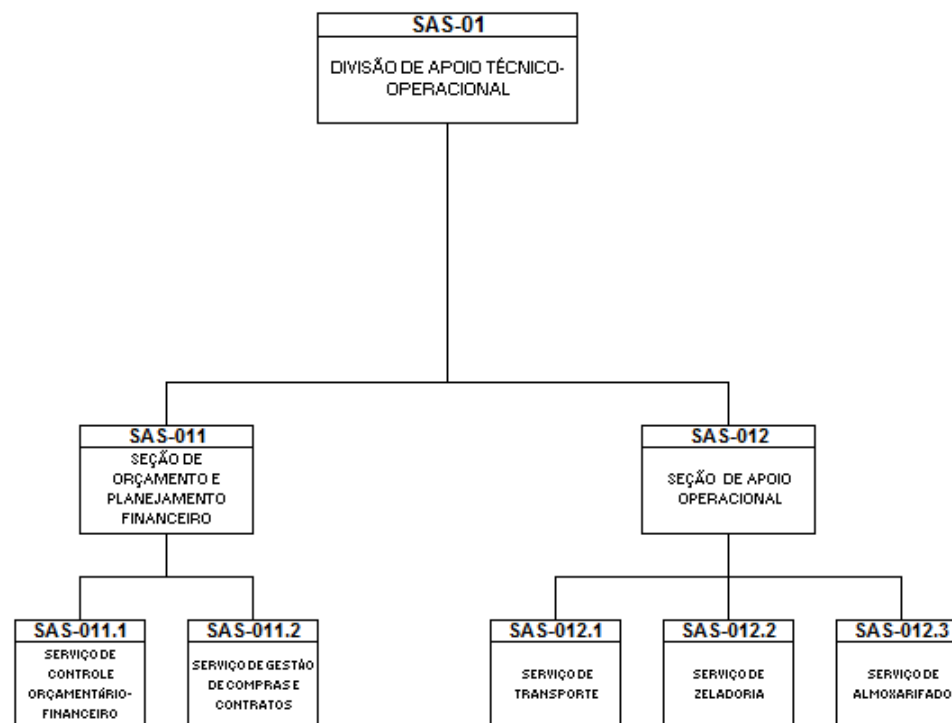 SAS-01
DIVISÃO DE APOIO TÉCNICO-
OPERACIONAL
SAS-011
SEÇÃO DE
ORÇAMENTO E
PLANEJAMENTO
FINANCEIRO
SAS-012
SEÇÃO DE APOIO
OPERACIONAL
SAS-011.1
SERVIÇO DE
CONTROLE
ORÇAMENTÁRIO-
FINANCEIRO
SAS-011.2
SERVIÇO DE GESTÃO
DE COMPRAS E
CONTRATOS
SAS-012.1
SERVIÇO DE
TRANSPORTE
SAS-012.2
SERVIÇO DE
ZELADORIA
SAS-012.3
SERVIÇO DE
ALMOXARIFADO